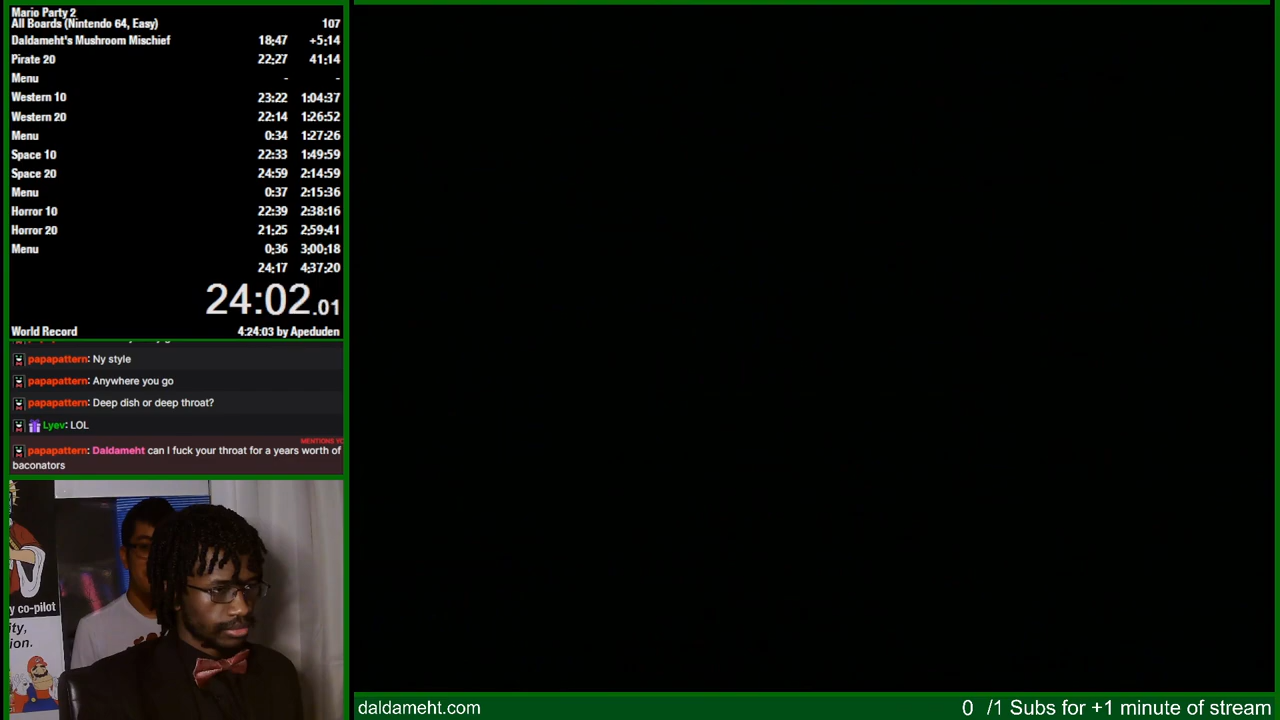 Mario Party 2
All Boards (Nintendo 64, Easy) 107
Daldameht's Mushroom Mischief 18:47 +5:14
Pirate 20 22:27 41:14
Menu - -
Western 10 23:22 1:04:37
Western 20 22:14 1:26:52
Menu 0:34 1:27:26
Space 10 22:33 1:49:59
Space 20 24:59 2:14:59
Menu 0:37 2:15:36
Horror 10 22:39 2:38:16
Horror 20 21:25 2:59:41
Menu 0:36 3:00:18
24:17 4:37:20
24:02.01
World Record 4:24:03 by Apeduden
papapattern: Ny style
papapattern: Anywhere you go
papapattern: Deep dish or deep throat?
Lyev: LOL
MENTIONS YO
papapattern: Daldameht can I fuck your throat for a years worth of
baconators
y co-pilot
ity,
ion.
daldameht.com 0 /1 Subs for +1 minute of stream